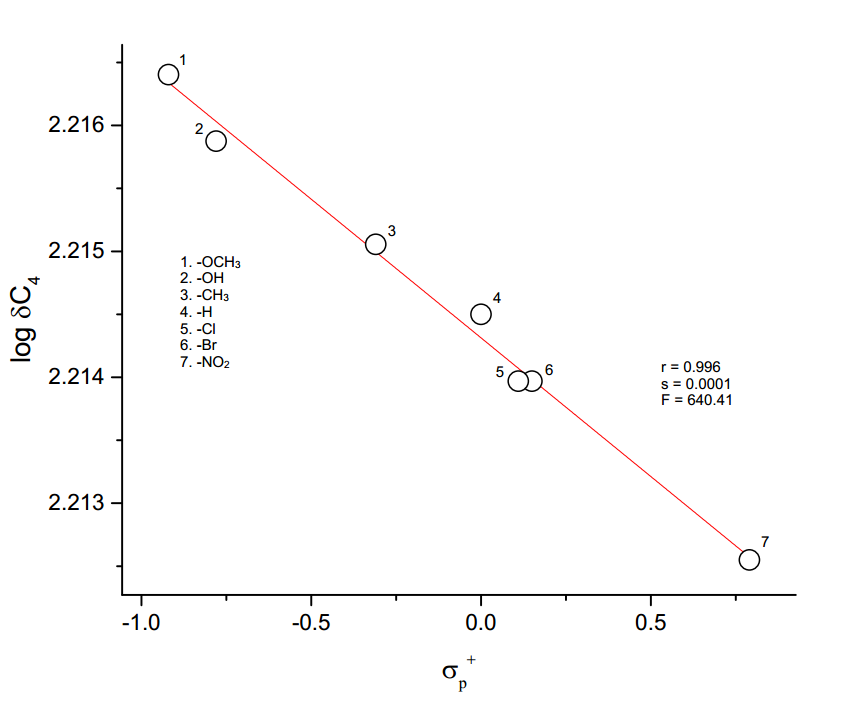 1
2.216
2
3
2.215
1. -OCH₃
2. -OH
3. -CH₃
4. -H
5. -Cl
6. -Br
7. -NO₂
4
log δC₄
2.214
5
6
r = 0.996
s = 0.0001
F = 640.41
2.213
7
-1.0 -0.5 0.0 0.5
σp⁺